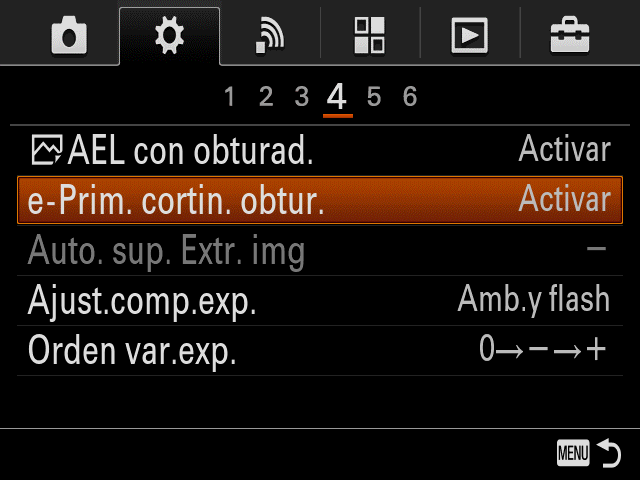 1 2 3 4 5 6
AEL con obturad. Activar
e-Prim. cortin. obtur. Activar
Auto. sup. Extr. img −
Ajust.comp.exp. Amb.y flash
Orden var.exp. 0→−→+
MENU